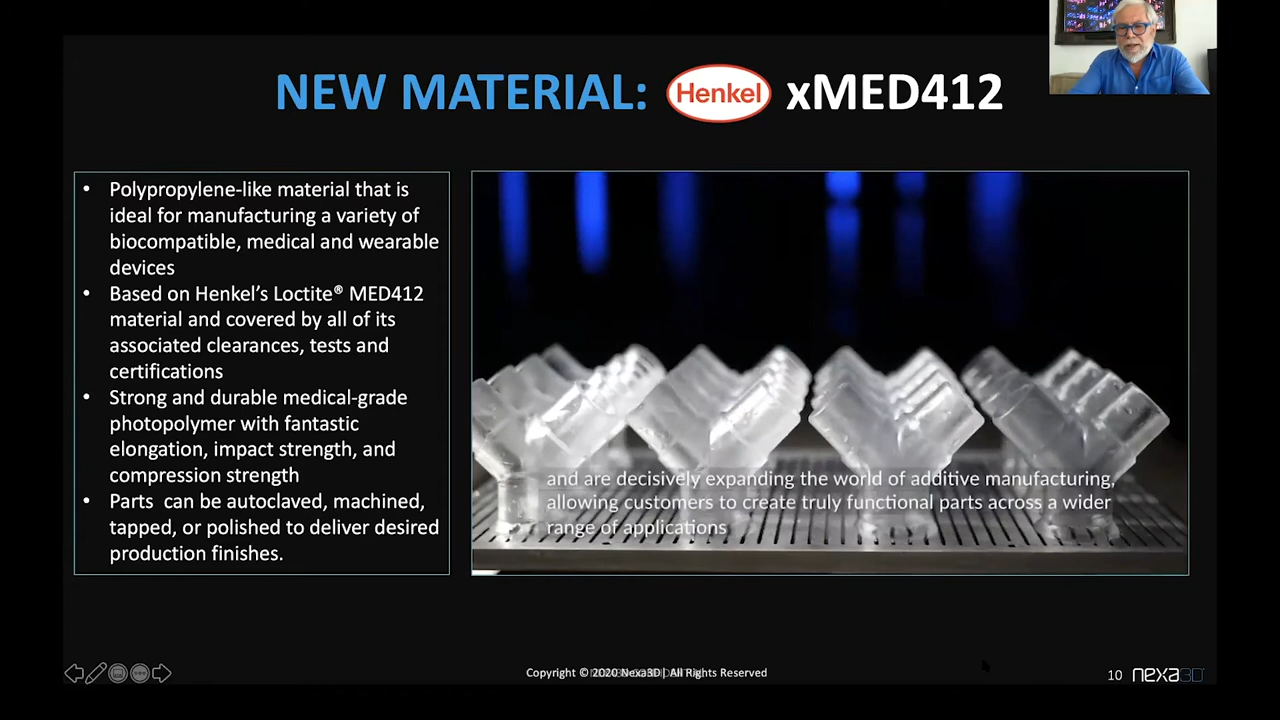 NEW MATERIAL: Henkel xMED412
• Polypropylene-like material that is
ideal for manufacturing a variety of
biocompatible, medical and wearable
devices
• Based on Henkel’s Loctite® MED412
material and covered by all of its
associated clearances, tests and
certifications
• Strong and durable medical-grade
photopolymer with fantastic
elongation, impact strength, and
compression strength
• Parts can be autoclaved, machined,
tapped, or polished to deliver desired
production finishes.
and are decisively expanding the world of additive manufacturing,
allowing customers to create truly functional parts across a wider
range of applications
Copyright © 2020 Nexa3D | All Rights Reserved
10 nexa3D